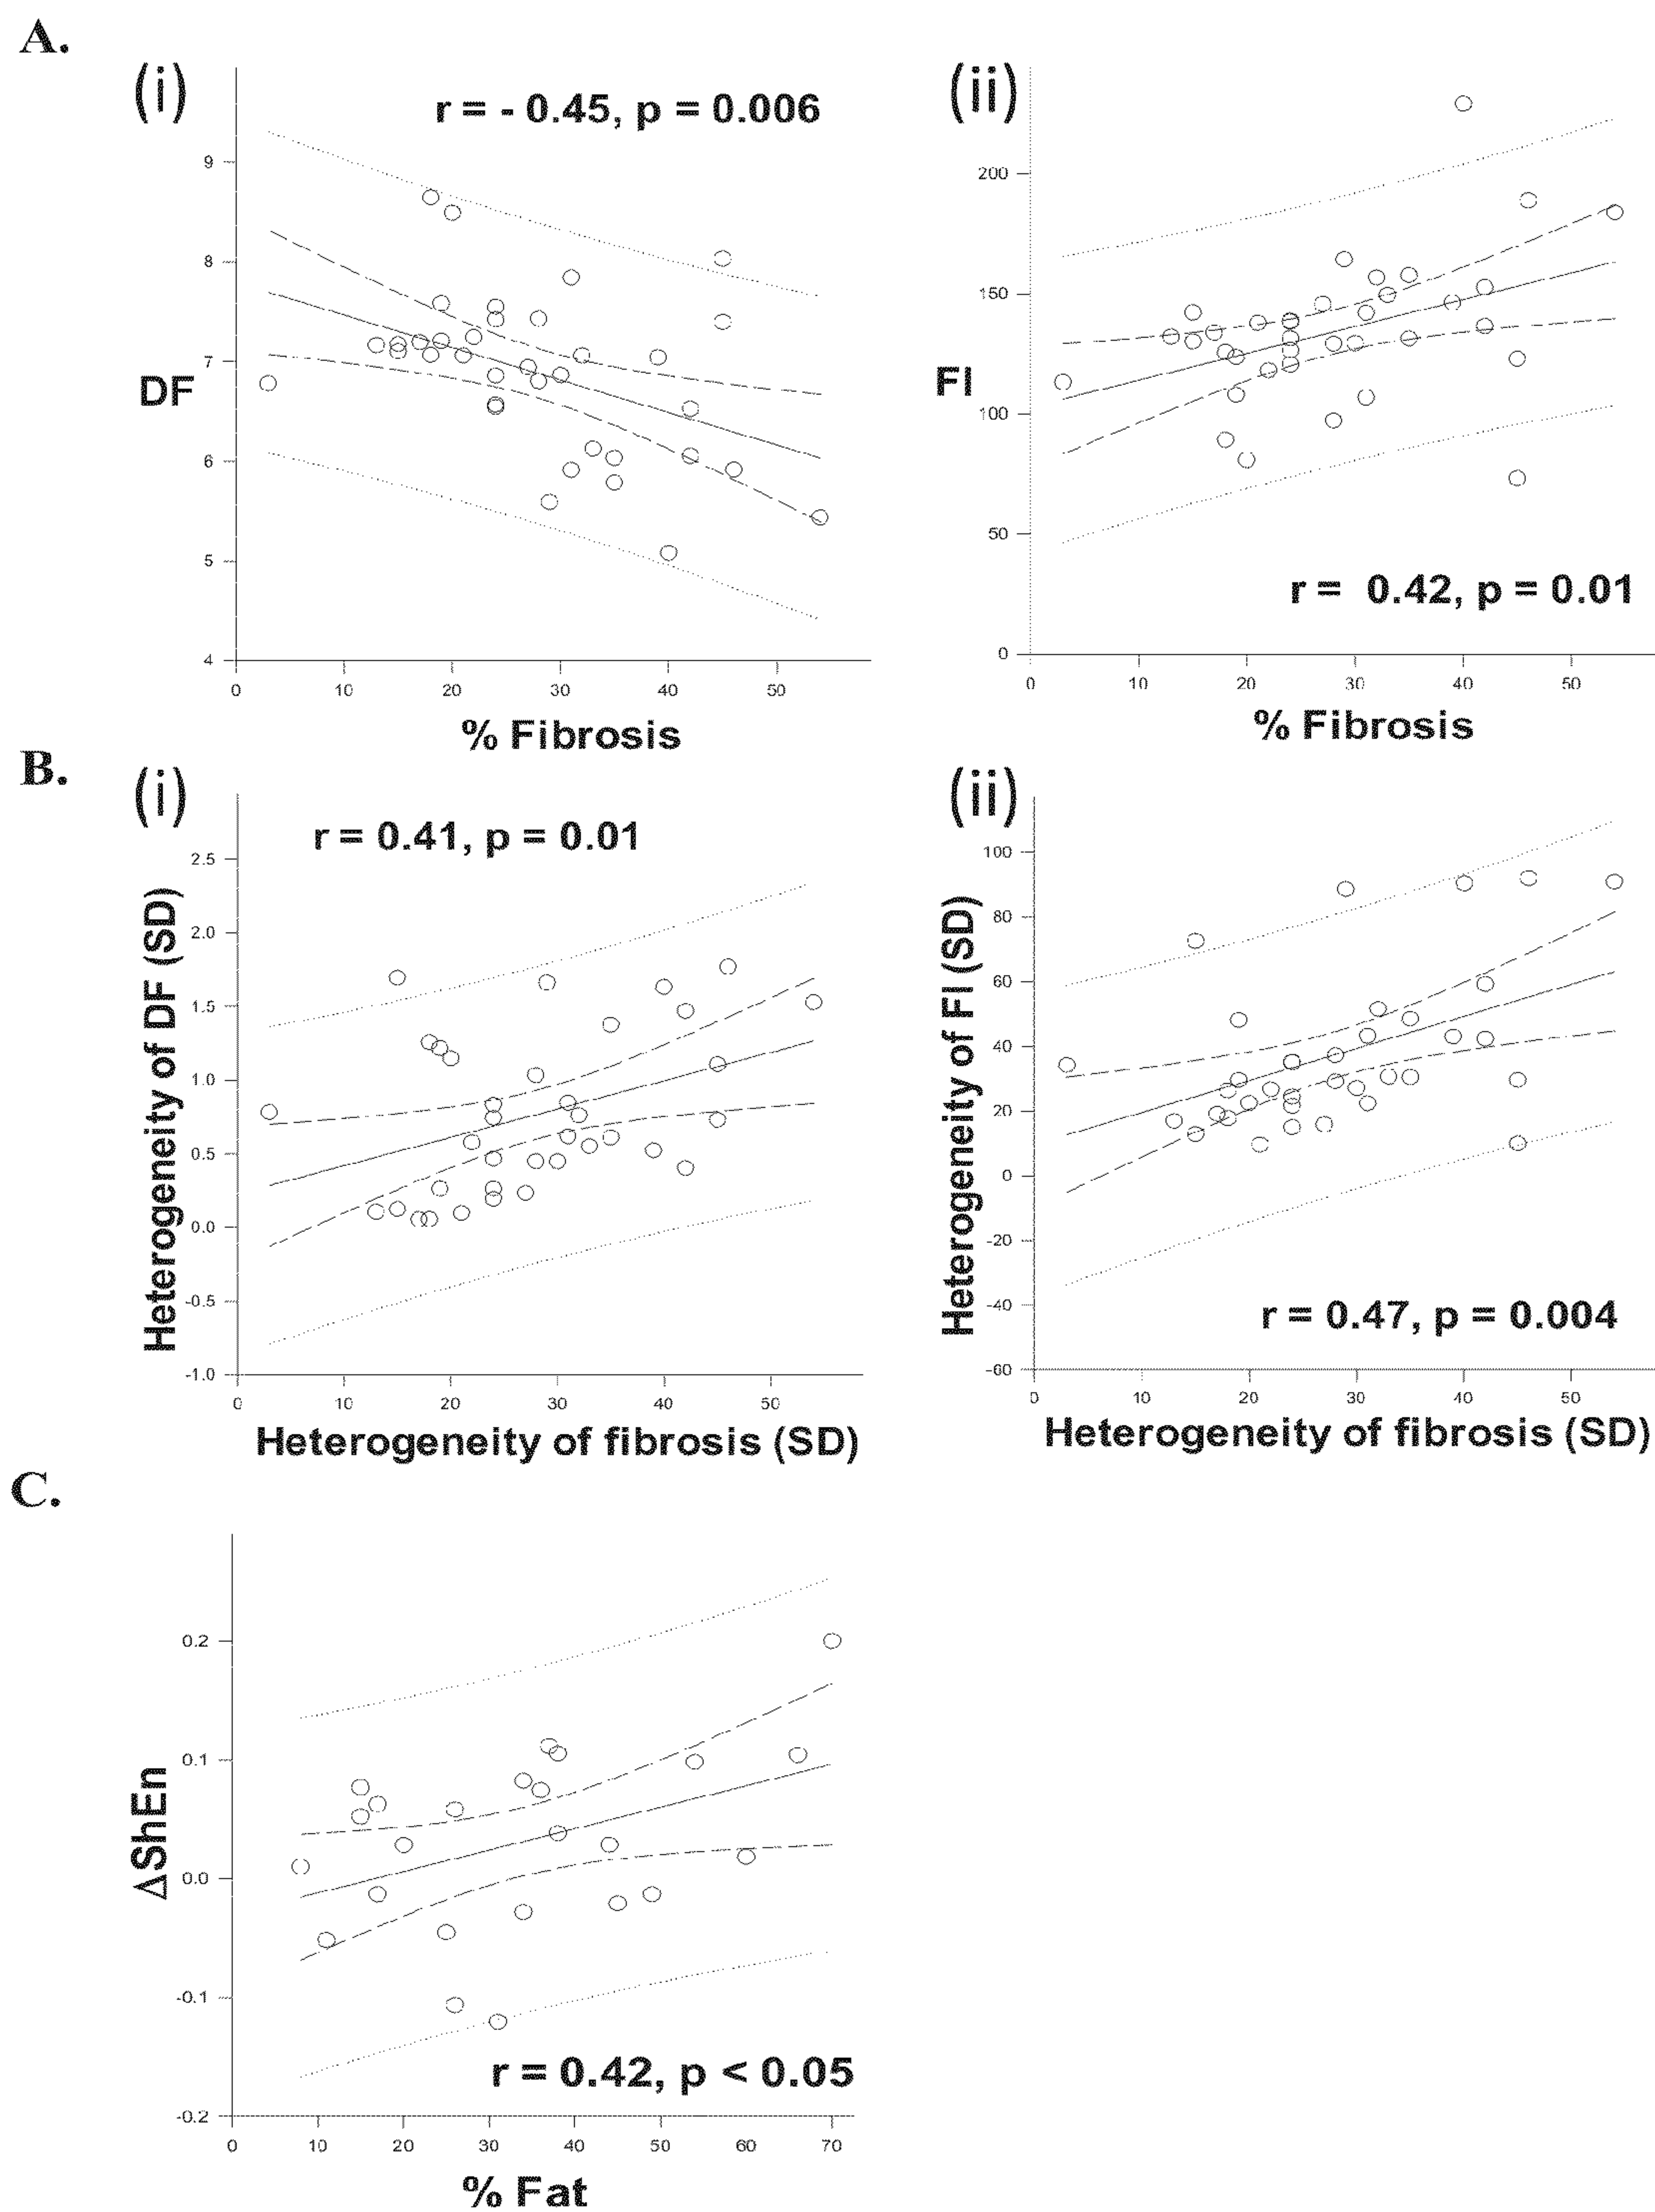 A.
(i)
r = - 0.45, p = 0.006
9
8
7
6
5
4
DF
0 10 20 30 40 50
% Fibrosis
(ii)
200
150
100
50
0
FI
r = 0.42, p = 0.01
0 10 20 30 40 50
% Fibrosis
B.
(i)
r = 0.41, p = 0.01
2.5
2.0
1.5
1.0
0.5
0.0
-0.5
-1.0
Heterogeneity of DF (SD)
0 10 20 30 40 50
Heterogeneity of fibrosis (SD)
(ii)
100
80
60
40
20
0
-20
-40
-60
Heterogeneity of FI (SD)
r = 0.47, p = 0.004
0 10 20 30 40 50
Heterogeneity of fibrosis (SD)
C.
0.2
0.1
0.0
-0.1
-0.2
ΔShEn
r = 0.42, p < 0.05
0 10 20 30 40 50 60 70
% Fat